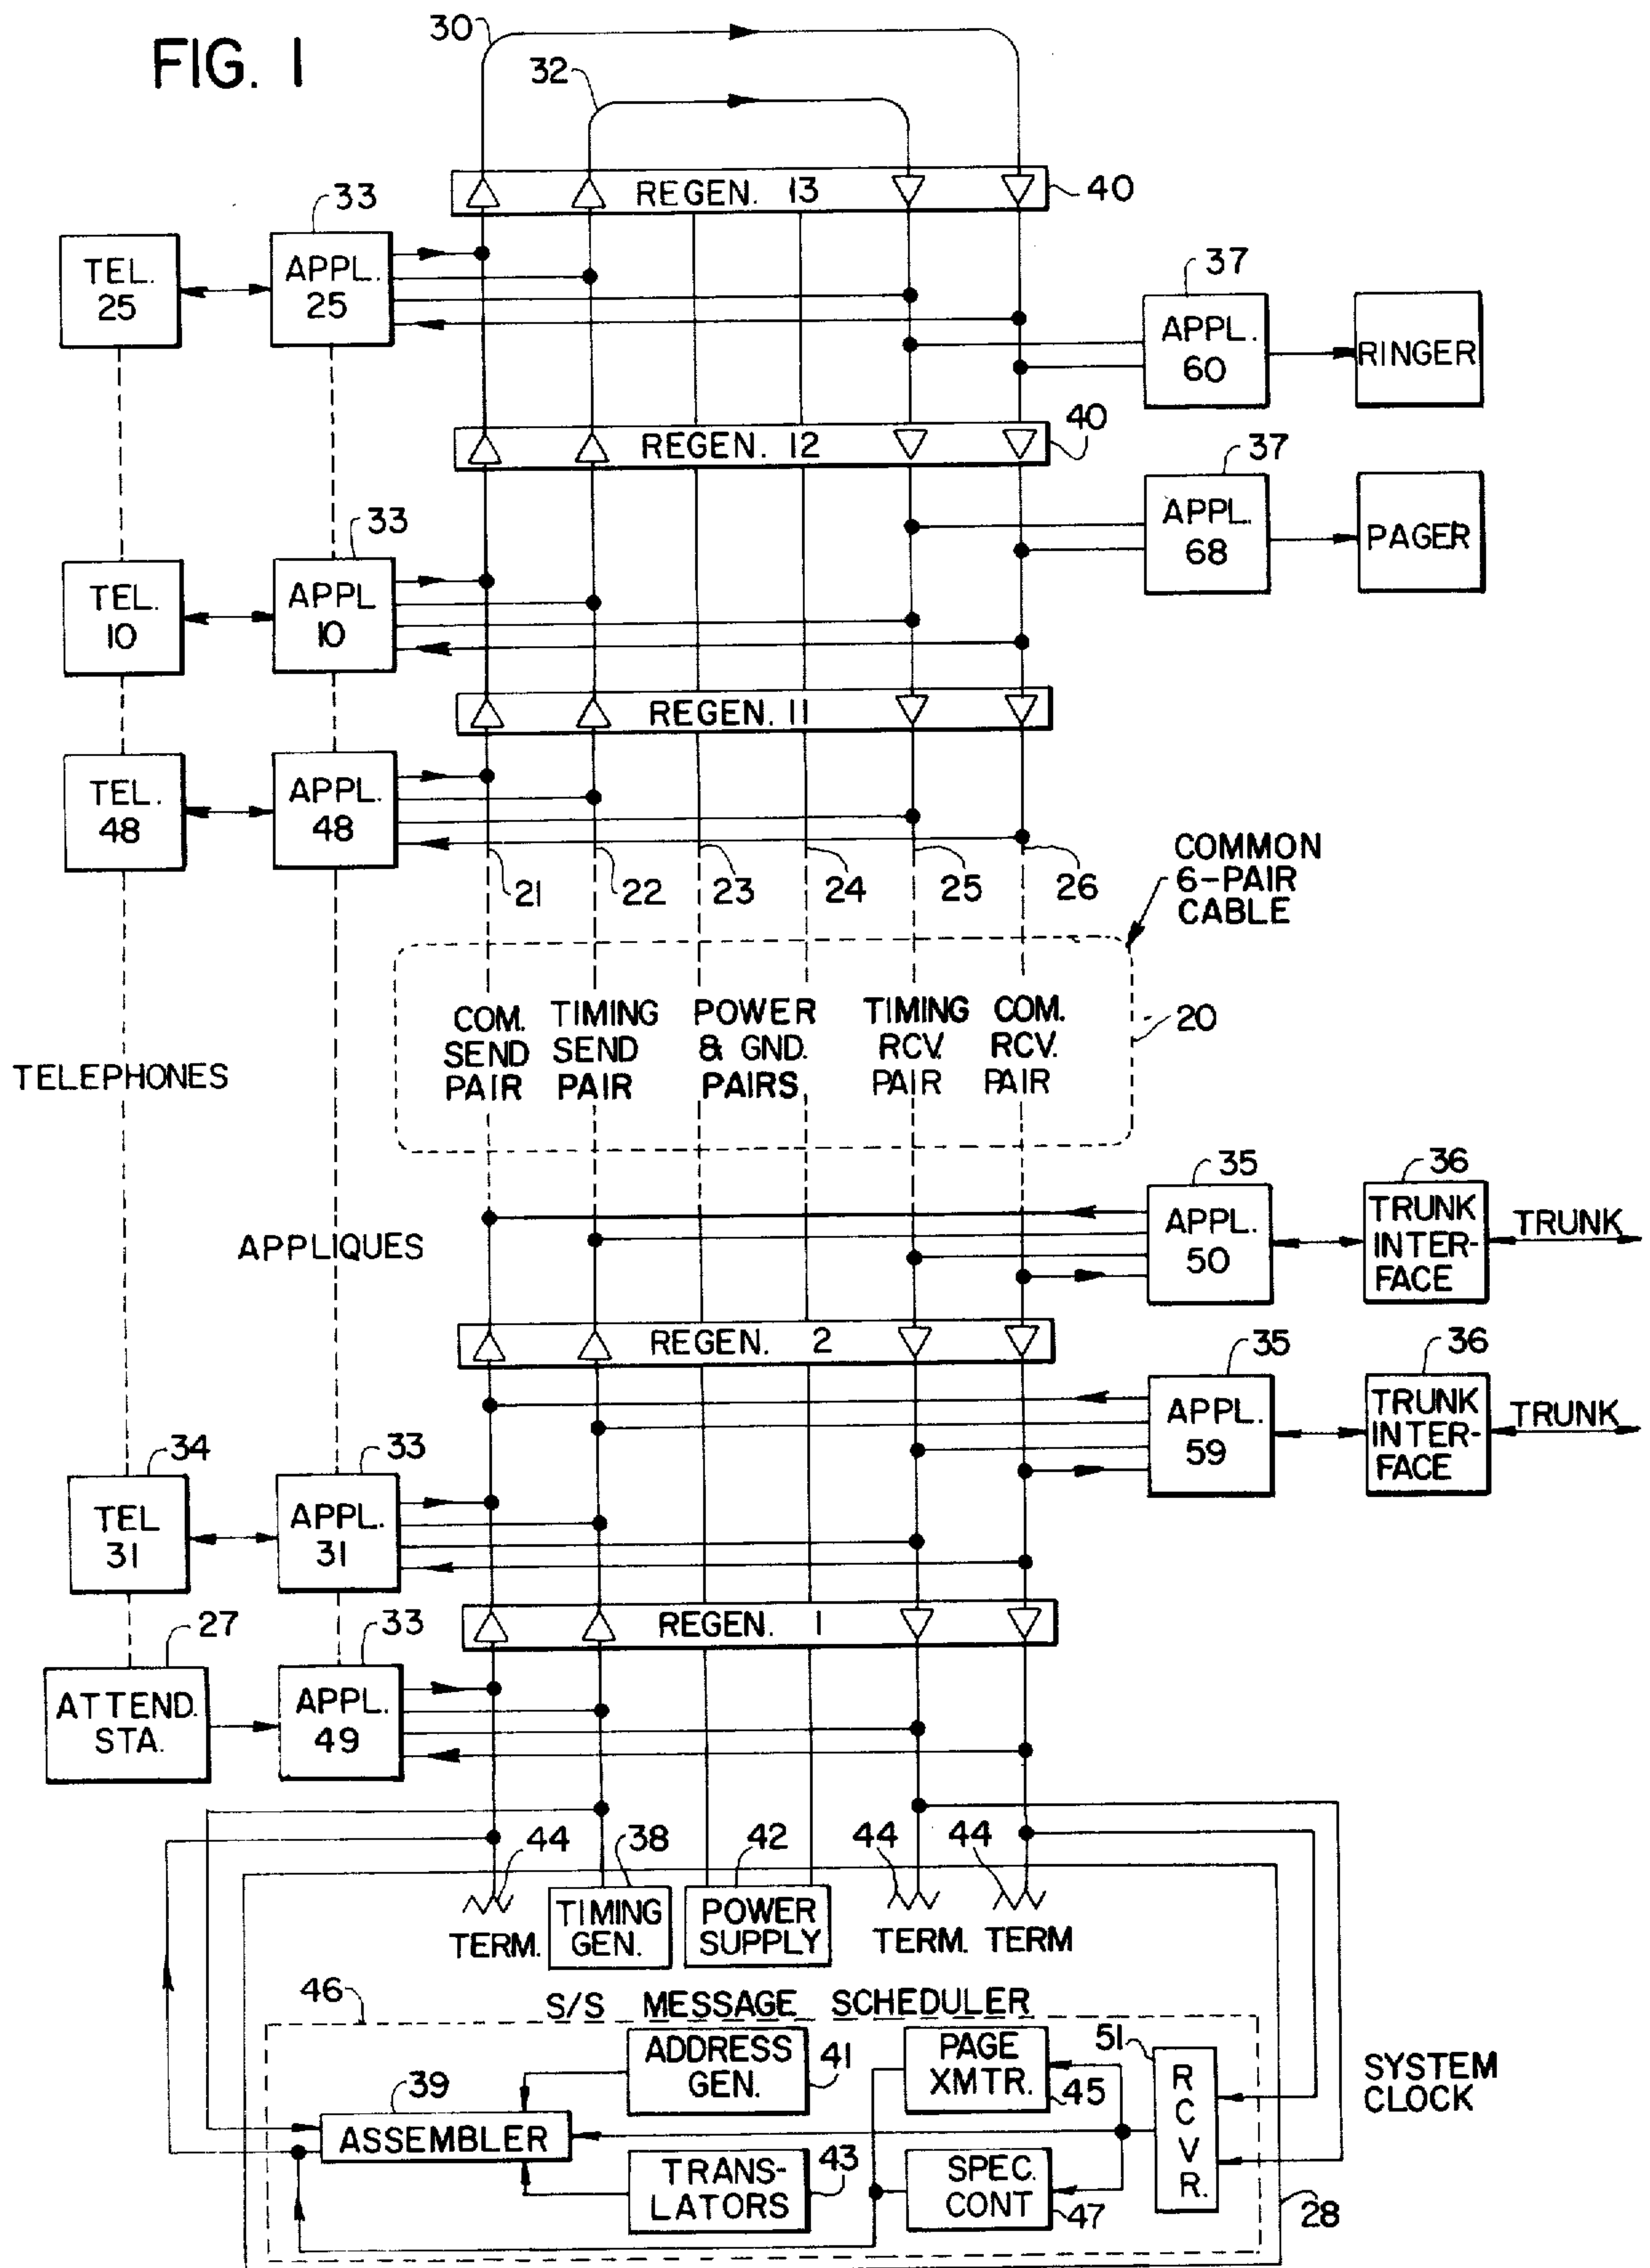 FIG. 1
30
32
REGEN. 13
40
33
TEL.
25
APPL.
25
37
APPL.
60
RINGER
REGEN. 12
40
33
37
APPL.
68
PAGER
TEL.
10
APPL
10
REGEN. 11
TEL.
48
APPL.
48
21
22
23
24
25
26
COMMON
6-PAIR
CABLE
COM.
SEND
PAIR
TIMING
SEND
PAIR
POWER
& GND.
PAIRS
TIMING
RCV.
PAIR
COM.
RCV.
PAIR
20
TELEPHONES
APPLIQUES
35
APPL.
50
36
TRUNK
INTER-
FACE
TRUNK
REGEN. 2
35
APPL.
59
36
TRUNK
INTER-
FACE
TRUNK
34
TEL
31
33
APPL.
31
REGEN. 1
27
ATTEND.
STA.
33
APPL.
49
44
TERM.
38
TIMING
GEN.
42
POWER
SUPPLY
44
TERM.
44
TERM
46
S/S MESSAGE SCHEDULER
ADDRESS
GEN.
41
PAGE
XMTR.
45
51
RCVR.
SYSTEM
CLOCK
39
ASSEMBLER
TRANS-
LATORS
43
SPEC.
CONT
47
28